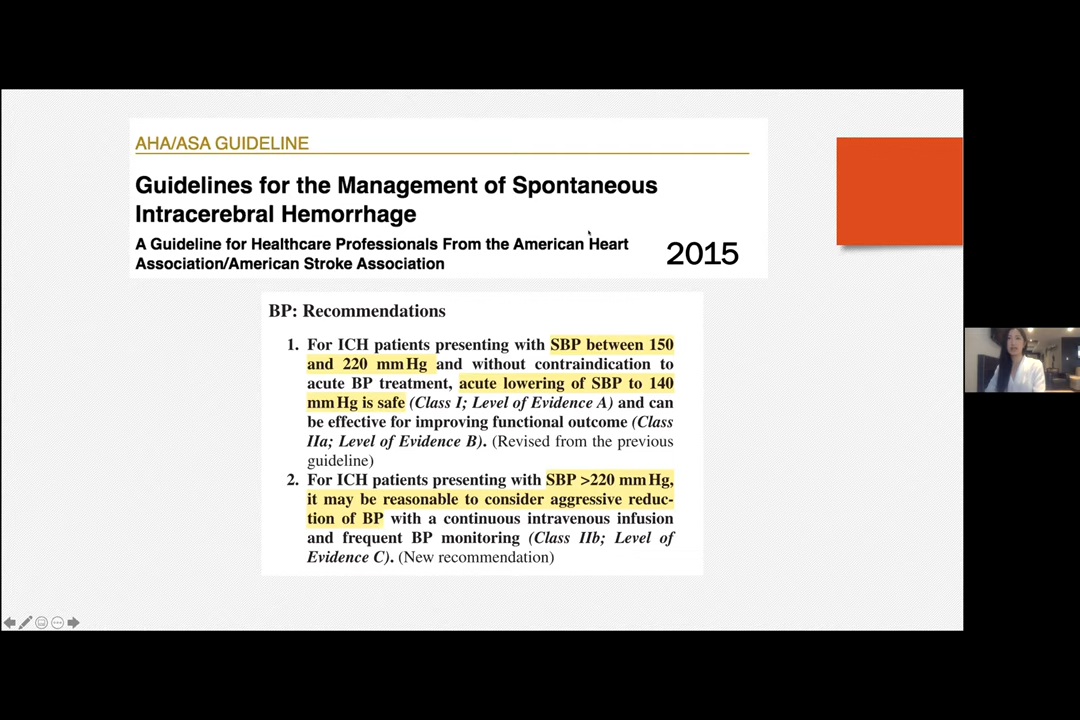 AHA/ASA GUIDELINE
Guidelines for the Management of Spontaneous
Intracerebral Hemorrhage
A Guideline for Healthcare Professionals From the American Heart
Association/American Stroke Association
2015
BP: Recommendations
1. For ICH patients presenting with SBP between 150
and 220 mm Hg and without contraindication to
acute BP treatment, acute lowering of SBP to 140
mm Hg is safe (Class I; Level of Evidence A) and can
be effective for improving functional outcome (Class
IIa; Level of Evidence B). (Revised from the previous
guideline)
2. For ICH patients presenting with SBP >220 mm Hg,
it may be reasonable to consider aggressive reduc-
tion of BP with a continuous intravenous infusion
and frequent BP monitoring (Class IIb; Level of
Evidence C). (New recommendation)